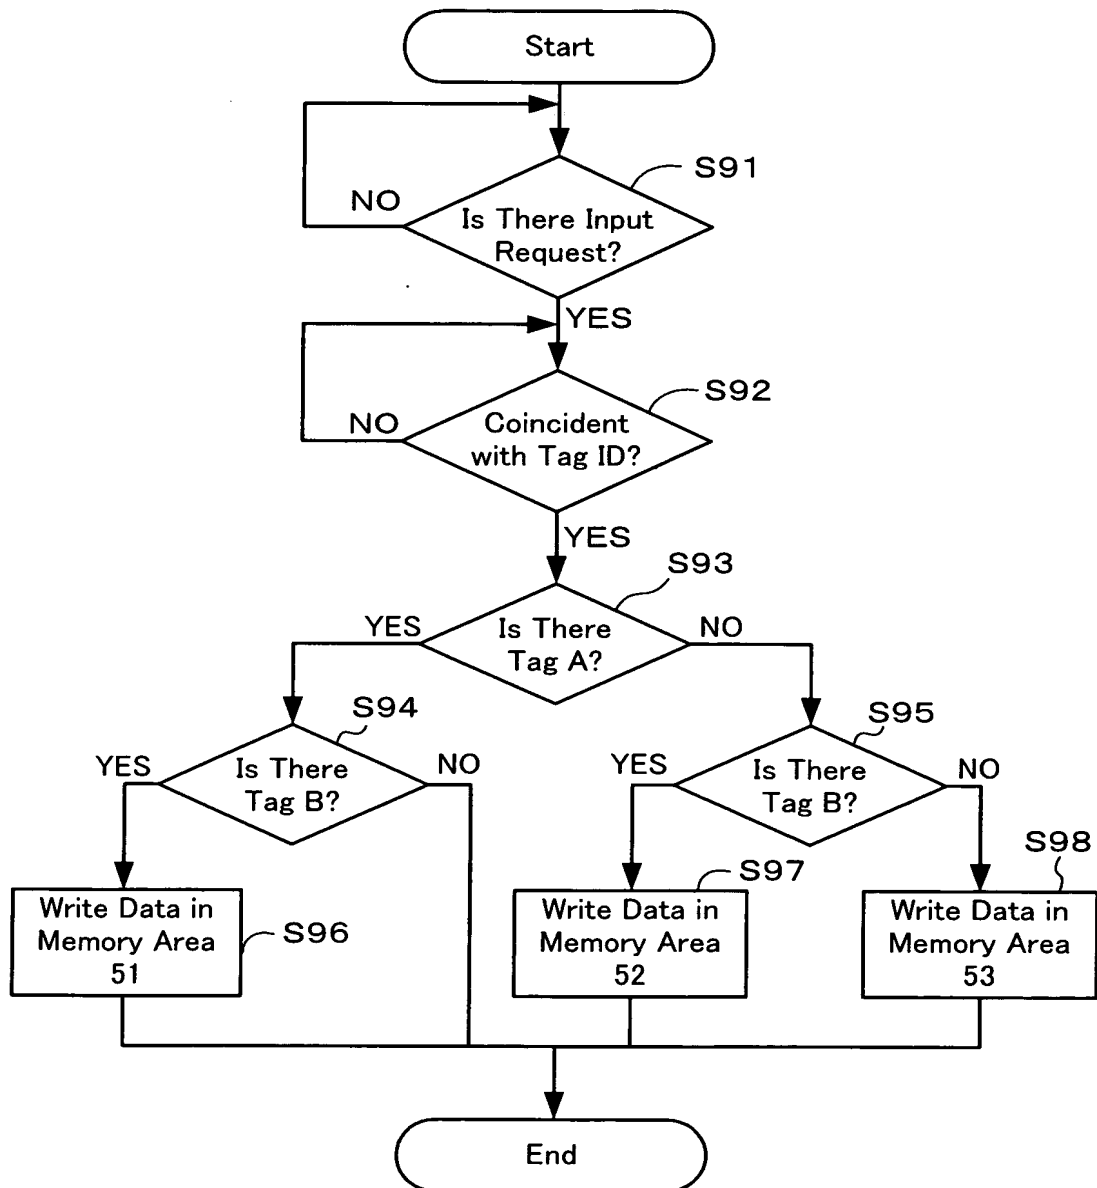 Start
S91
NO
Is There Input
Request?
YES
S92
NO
Coincident
with Tag ID?
YES
S93
YES
Is There
Tag A?
NO
S94
YES
Is There
Tag B?
NO
S95
YES
Is There
Tag B?
NO
Write Data in
Memory Area
51
S96
S97
Write Data in
Memory Area
52
S98
Write Data in
Memory Area
53
End